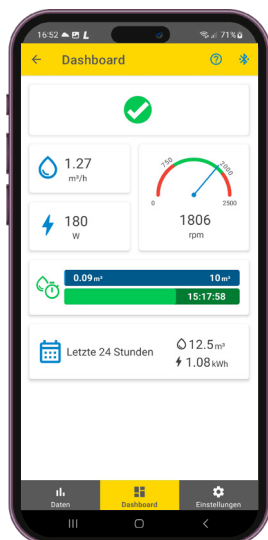 16:52 71%
Dashboard
1.27
m³/h
180
W
750
2000
0
2500
1806
rpm
0.09 m³ 10 m³
15:17:58
Letzte 24 Stunden
12.5 m³
1.08 kWh
Daten
Dashboard
Einstellungen